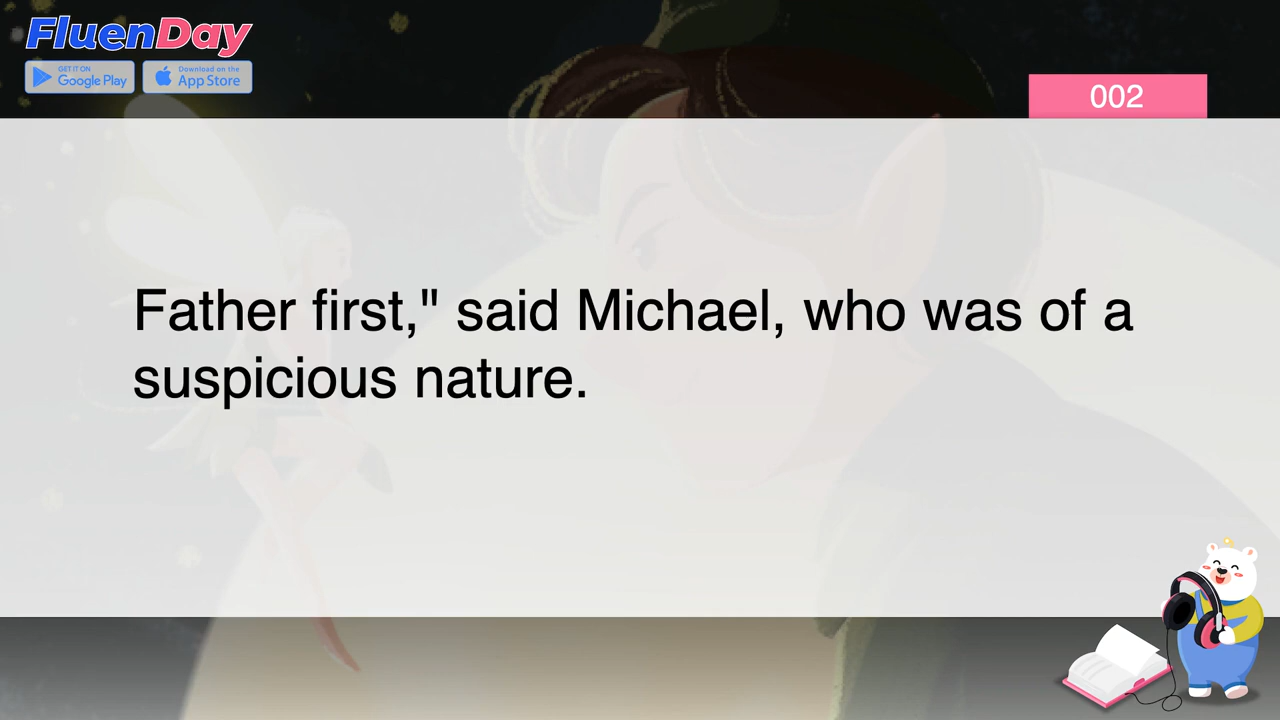 FluenDay
GET IT ON
Google Play
Download on the
App Store
002
Father first," said Michael, who was of a
suspicious nature.